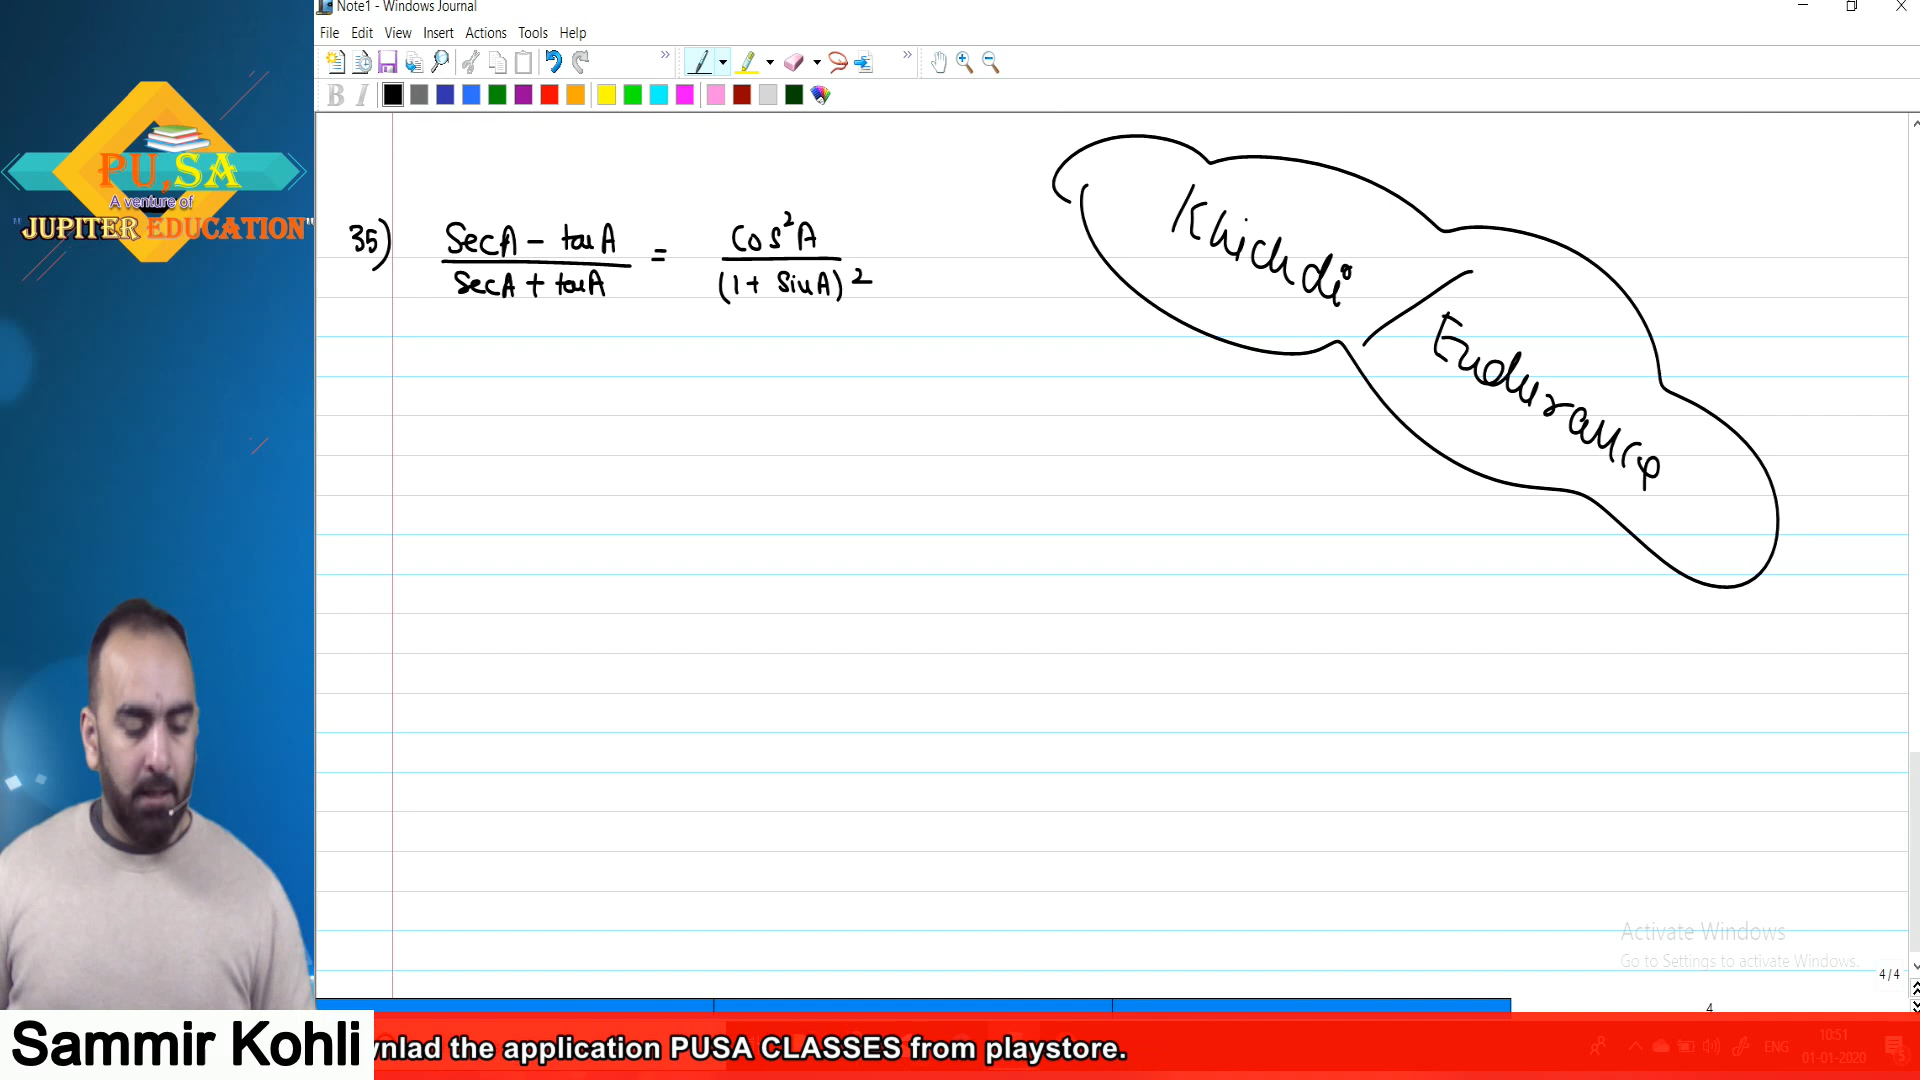 Note1 - Windows Journal
File Edit View Insert Actions Tools Help
B I
PU,SA
A venture of
"JUPITER EDUCATION"
35) SecA - tanA / SecA + tanA = Cos²A / (1 + SinA)²
Khichdi
Endurance
Activate Windows
Go to Settings to activate Windows.
4/4
4
Sammir Kohli
wnlad the application PUSA CLASSES from playstore.
ENG
10:51
01-01-2020
5